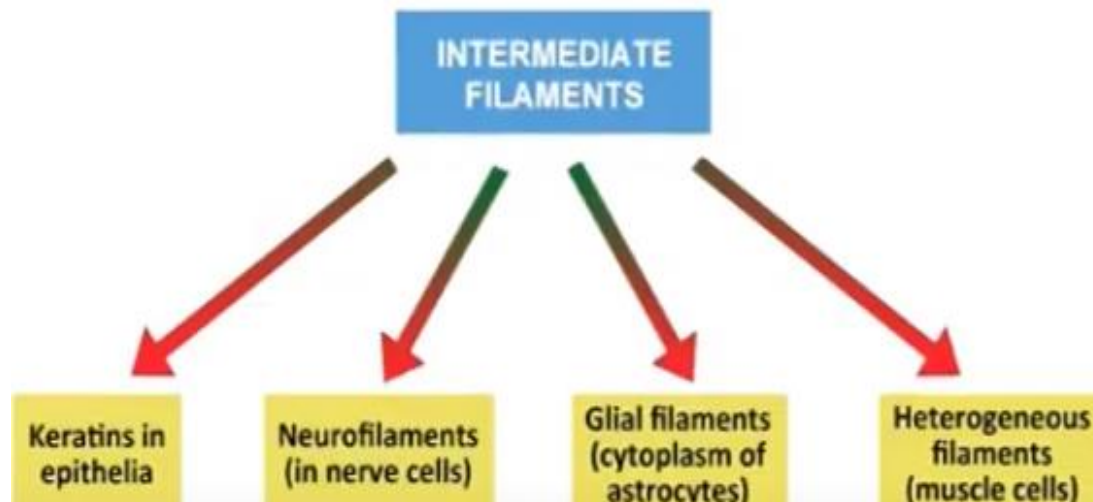 INTERMEDIATE
FILAMENTS
Keratins in
epithelia
Neurofilaments
(in nerve cells)
Glial filaments
(cytoplasm of
astrocytes)
Heterogeneous
filaments
(muscle cells)